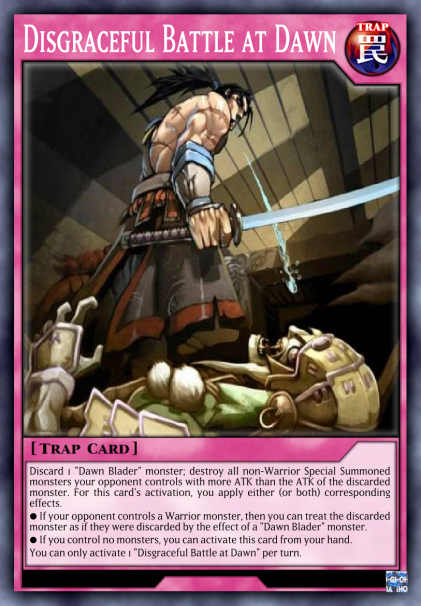 Disgraceful Battle at Dawn
TRAP
罠
[Trap Card]
Discard 1 "Dawn Blader" monster; destroy all non-Warrior Special Summoned
monsters your opponent controls with more ATK than the ATK of the discarded
monster. For this card's activation, you apply either (or both) corresponding
effects.
● If your opponent controls a Warrior monster, then you can treat the discarded
monster as if they were discarded by the effect of a "Dawn Blader" monster.
● If you control no monsters, you can activate this card from your hand.
You can only activate 1 "Disgraceful Battle at Dawn" per turn.